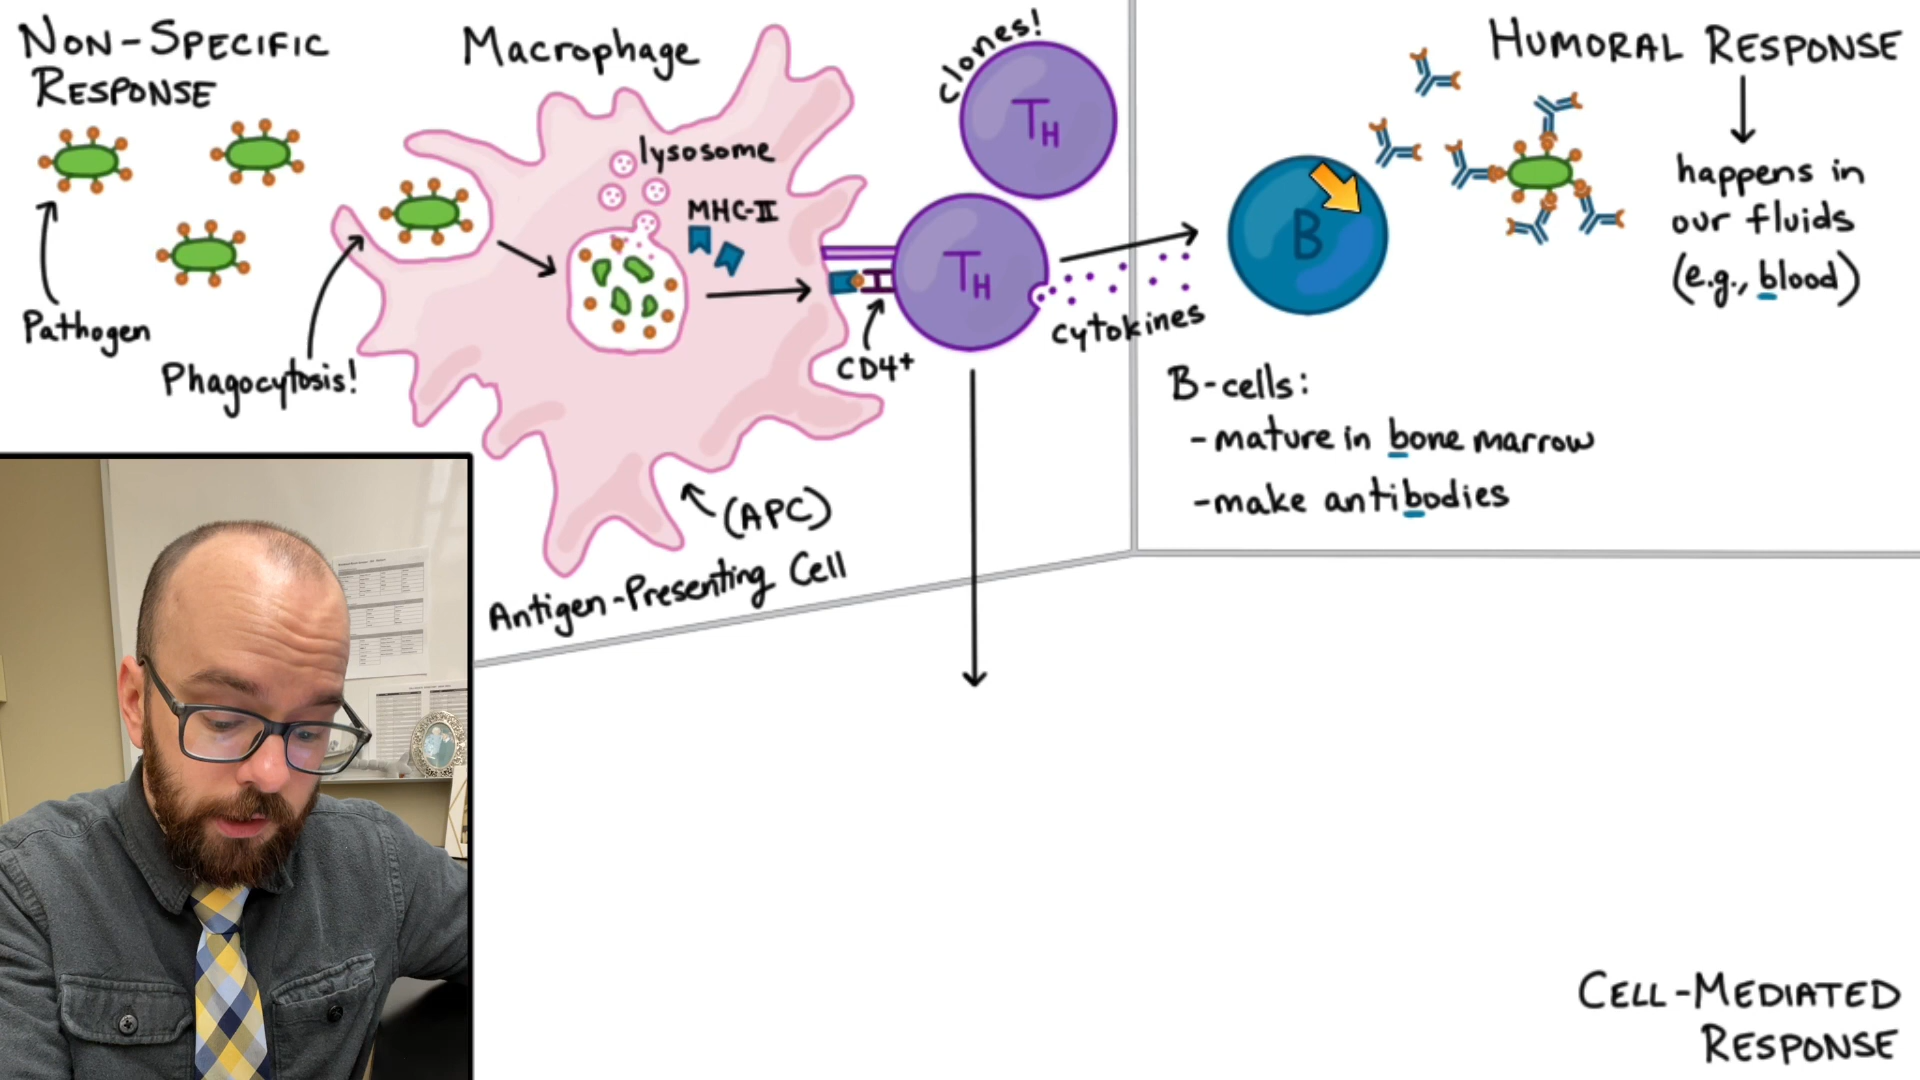 NON-SPECIFIC
RESPONSE
Pathogen
Phagocytosis!
Macrophage
lysosome
MHC-II
CD4+
(APC)
Antigen-Presenting Cell
clones!
TH
TH
cytokines
B
HUMORAL RESPONSE
happens in
our fluids
(e.g., blood)
B-cells:
- mature in bone marrow
- make antibodies
CELL-MEDIATED
RESPONSE